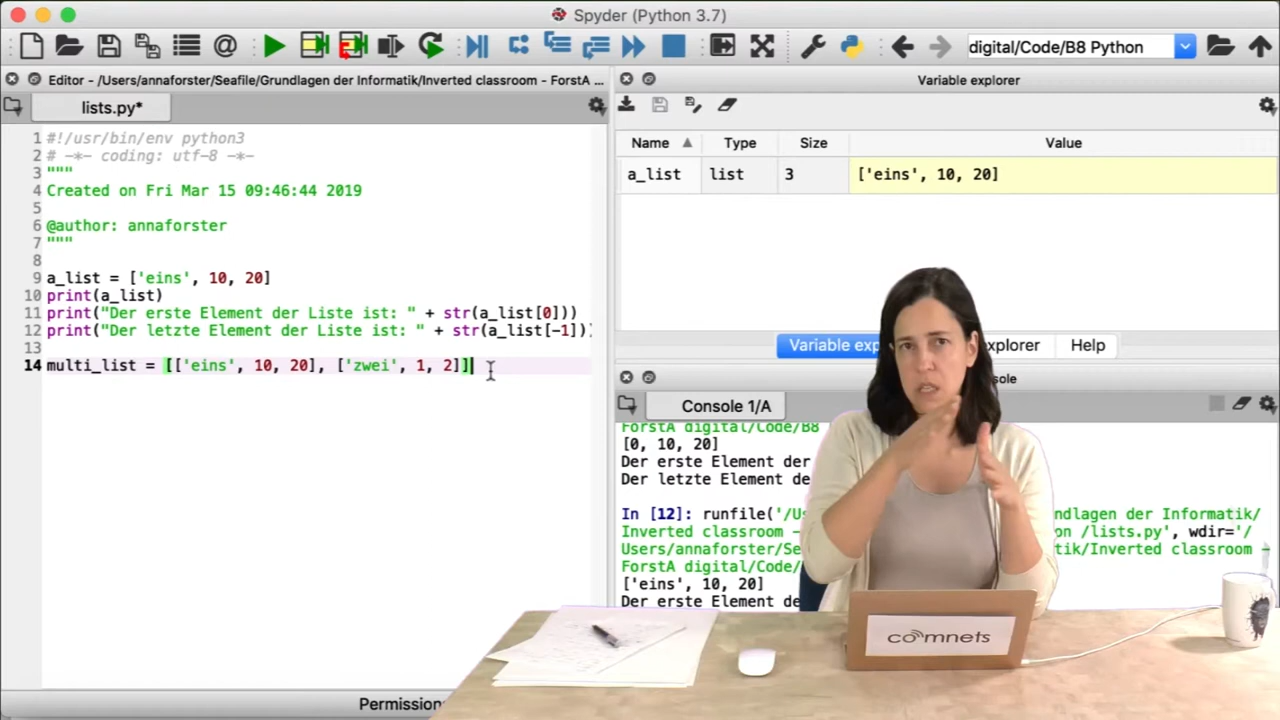 Spyder (Python 3.7)
digital/Code/B8 Python
Editor - /Users/annaforster/Seafile/Grundlagen der Informatik/Inverted classroom - ForstA ...
lists.py*
1 #!/usr/bin/env python3
2 # -*- coding: utf-8 -*-
3 """
4 Created on Fri Mar 15 09:46:44 2019
5
6 @author: annaforster
7 """
8
9 a_list = ['eins', 10, 20]
10 print(a_list)
11 print("Der erste Element der Liste ist: " + str(a_list[0]))
12 print("Der letzte Element der Liste ist: " + str(a_list[-1]))
13
14 multi_list = [['eins', 10, 20], ['zwei', 1, 2]]
Permissio
Variable explorer
Name Type Size Value
a_list list 3 ['eins', 10, 20]
Variable exp
xplorer
Help
sole
Console 1/A
ForstA digital/Code/B8
[0, 10, 20]
Der erste Element der
Der letzte Element de
In [12]: runfile('/Us ndlagen der Informatik/
Inverted classroom - on /lists.py', wdir='/
Users/annaforster/Sea tik/Inverted classroom -
ForstA digital/Code/
['eins', 10, 20]
Der erste Element de
comnets